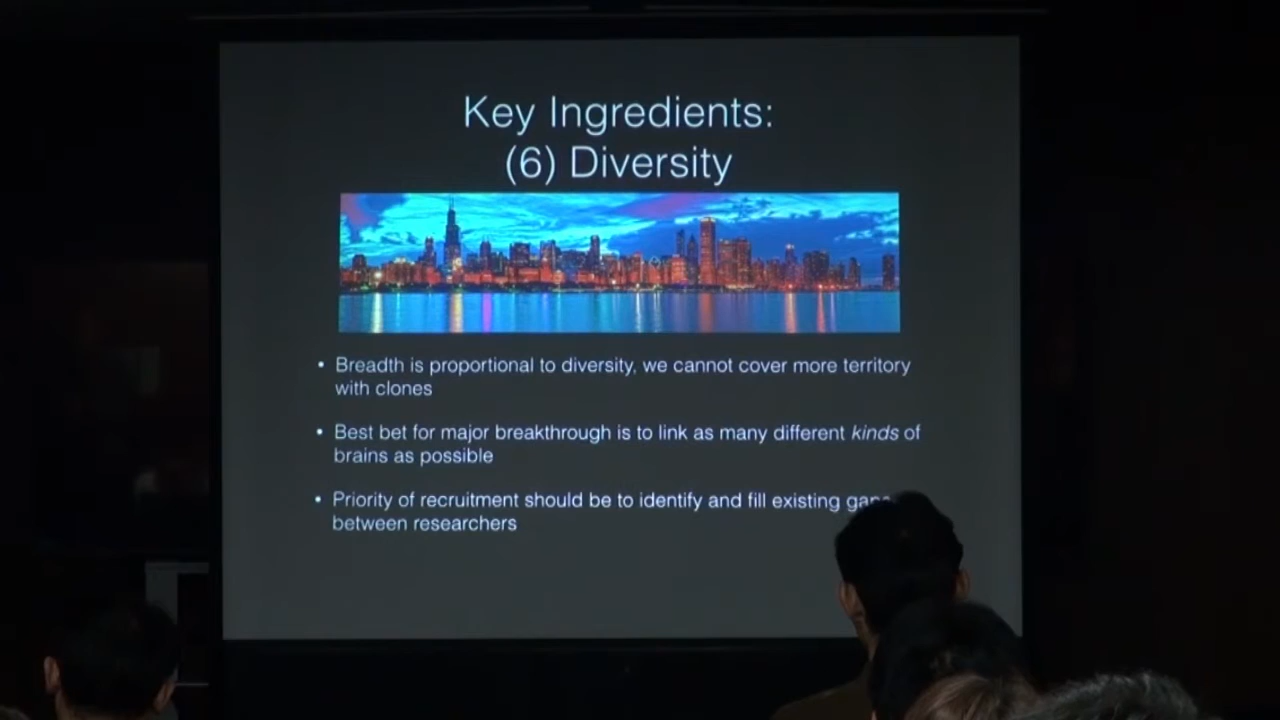 Key Ingredients:
(6) Diversity
• Breadth is proportional to diversity, we cannot cover more territory
with clones
• Best bet for major breakthrough is to link as many different kinds of
brains as possible
• Priority of recruitment should be to identify and fill existing
between researchers